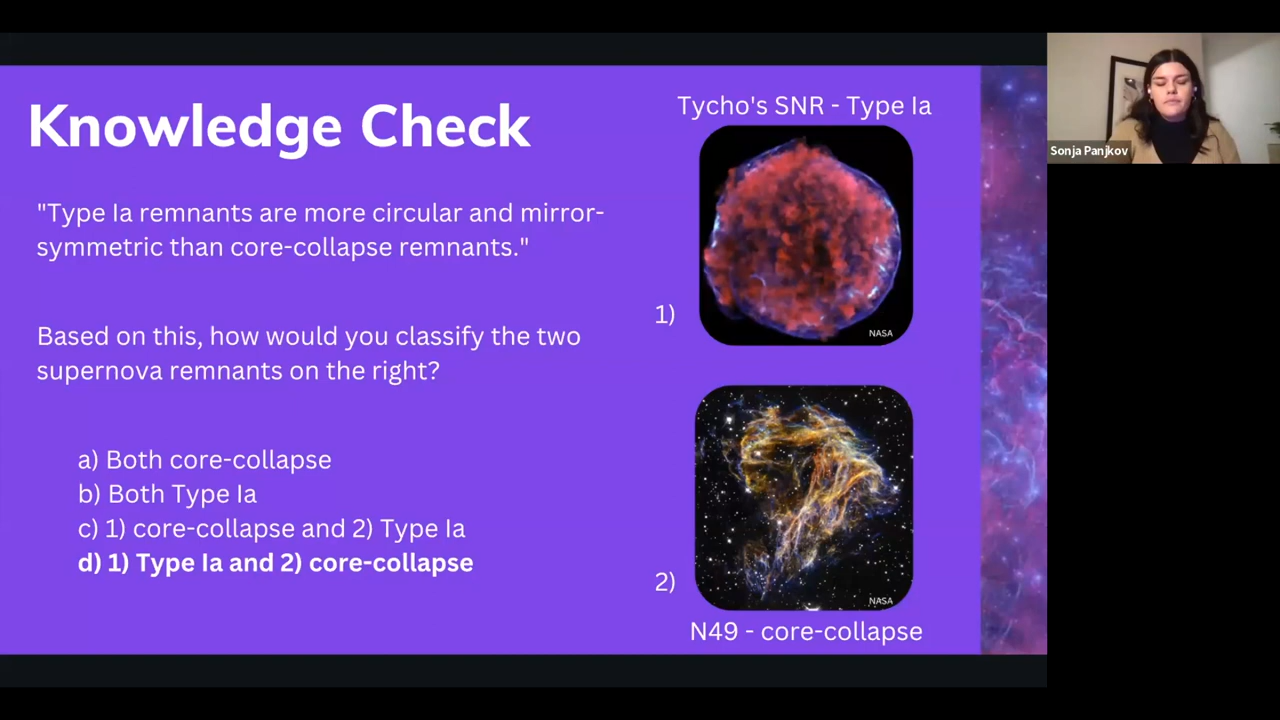 Knowledge Check
"Type Ia remnants are more circular and mirror-
symmetric than core-collapse remnants."
Based on this, how would you classify the two
supernova remnants on the right?
a) Both core-collapse
b) Both Type Ia
c) 1) core-collapse and 2) Type Ia
d) 1) Type Ia and 2) core-collapse
Tycho's SNR - Type Ia
1)
NASA
2)
NASA
N49 - core-collapse
Sonja Panjkov